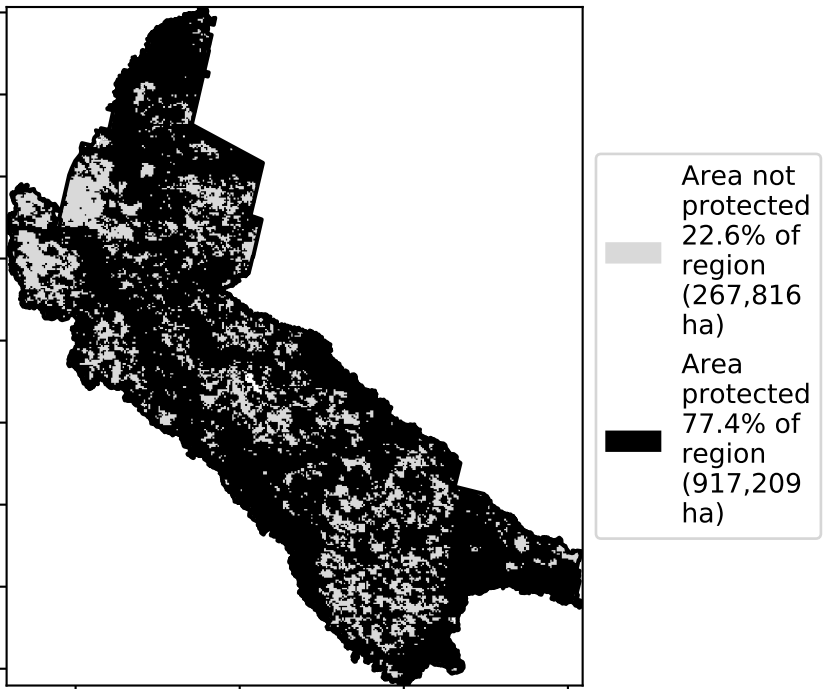 Area not
protected
22.6% of
region
(267,816
ha)
Area
protected
77.4% of
region
(917,209
ha)